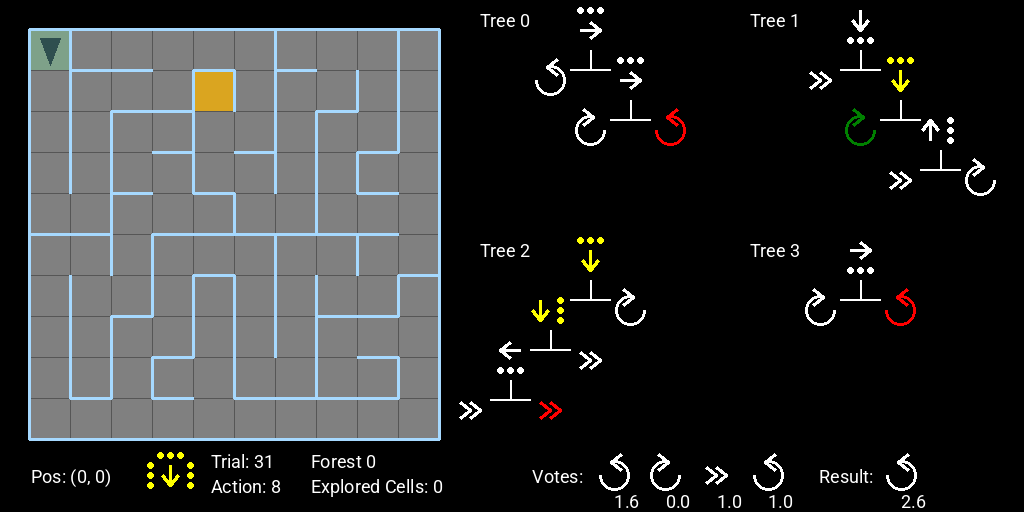 Tree 0
Tree 1
Tree 2
Tree 3
Pos: (0, 0)
Trial: 31
Forest 0
Action: 8
Explored Cells: 0
Votes:
1.6
0.0
1.0
1.0
Result:
2.6